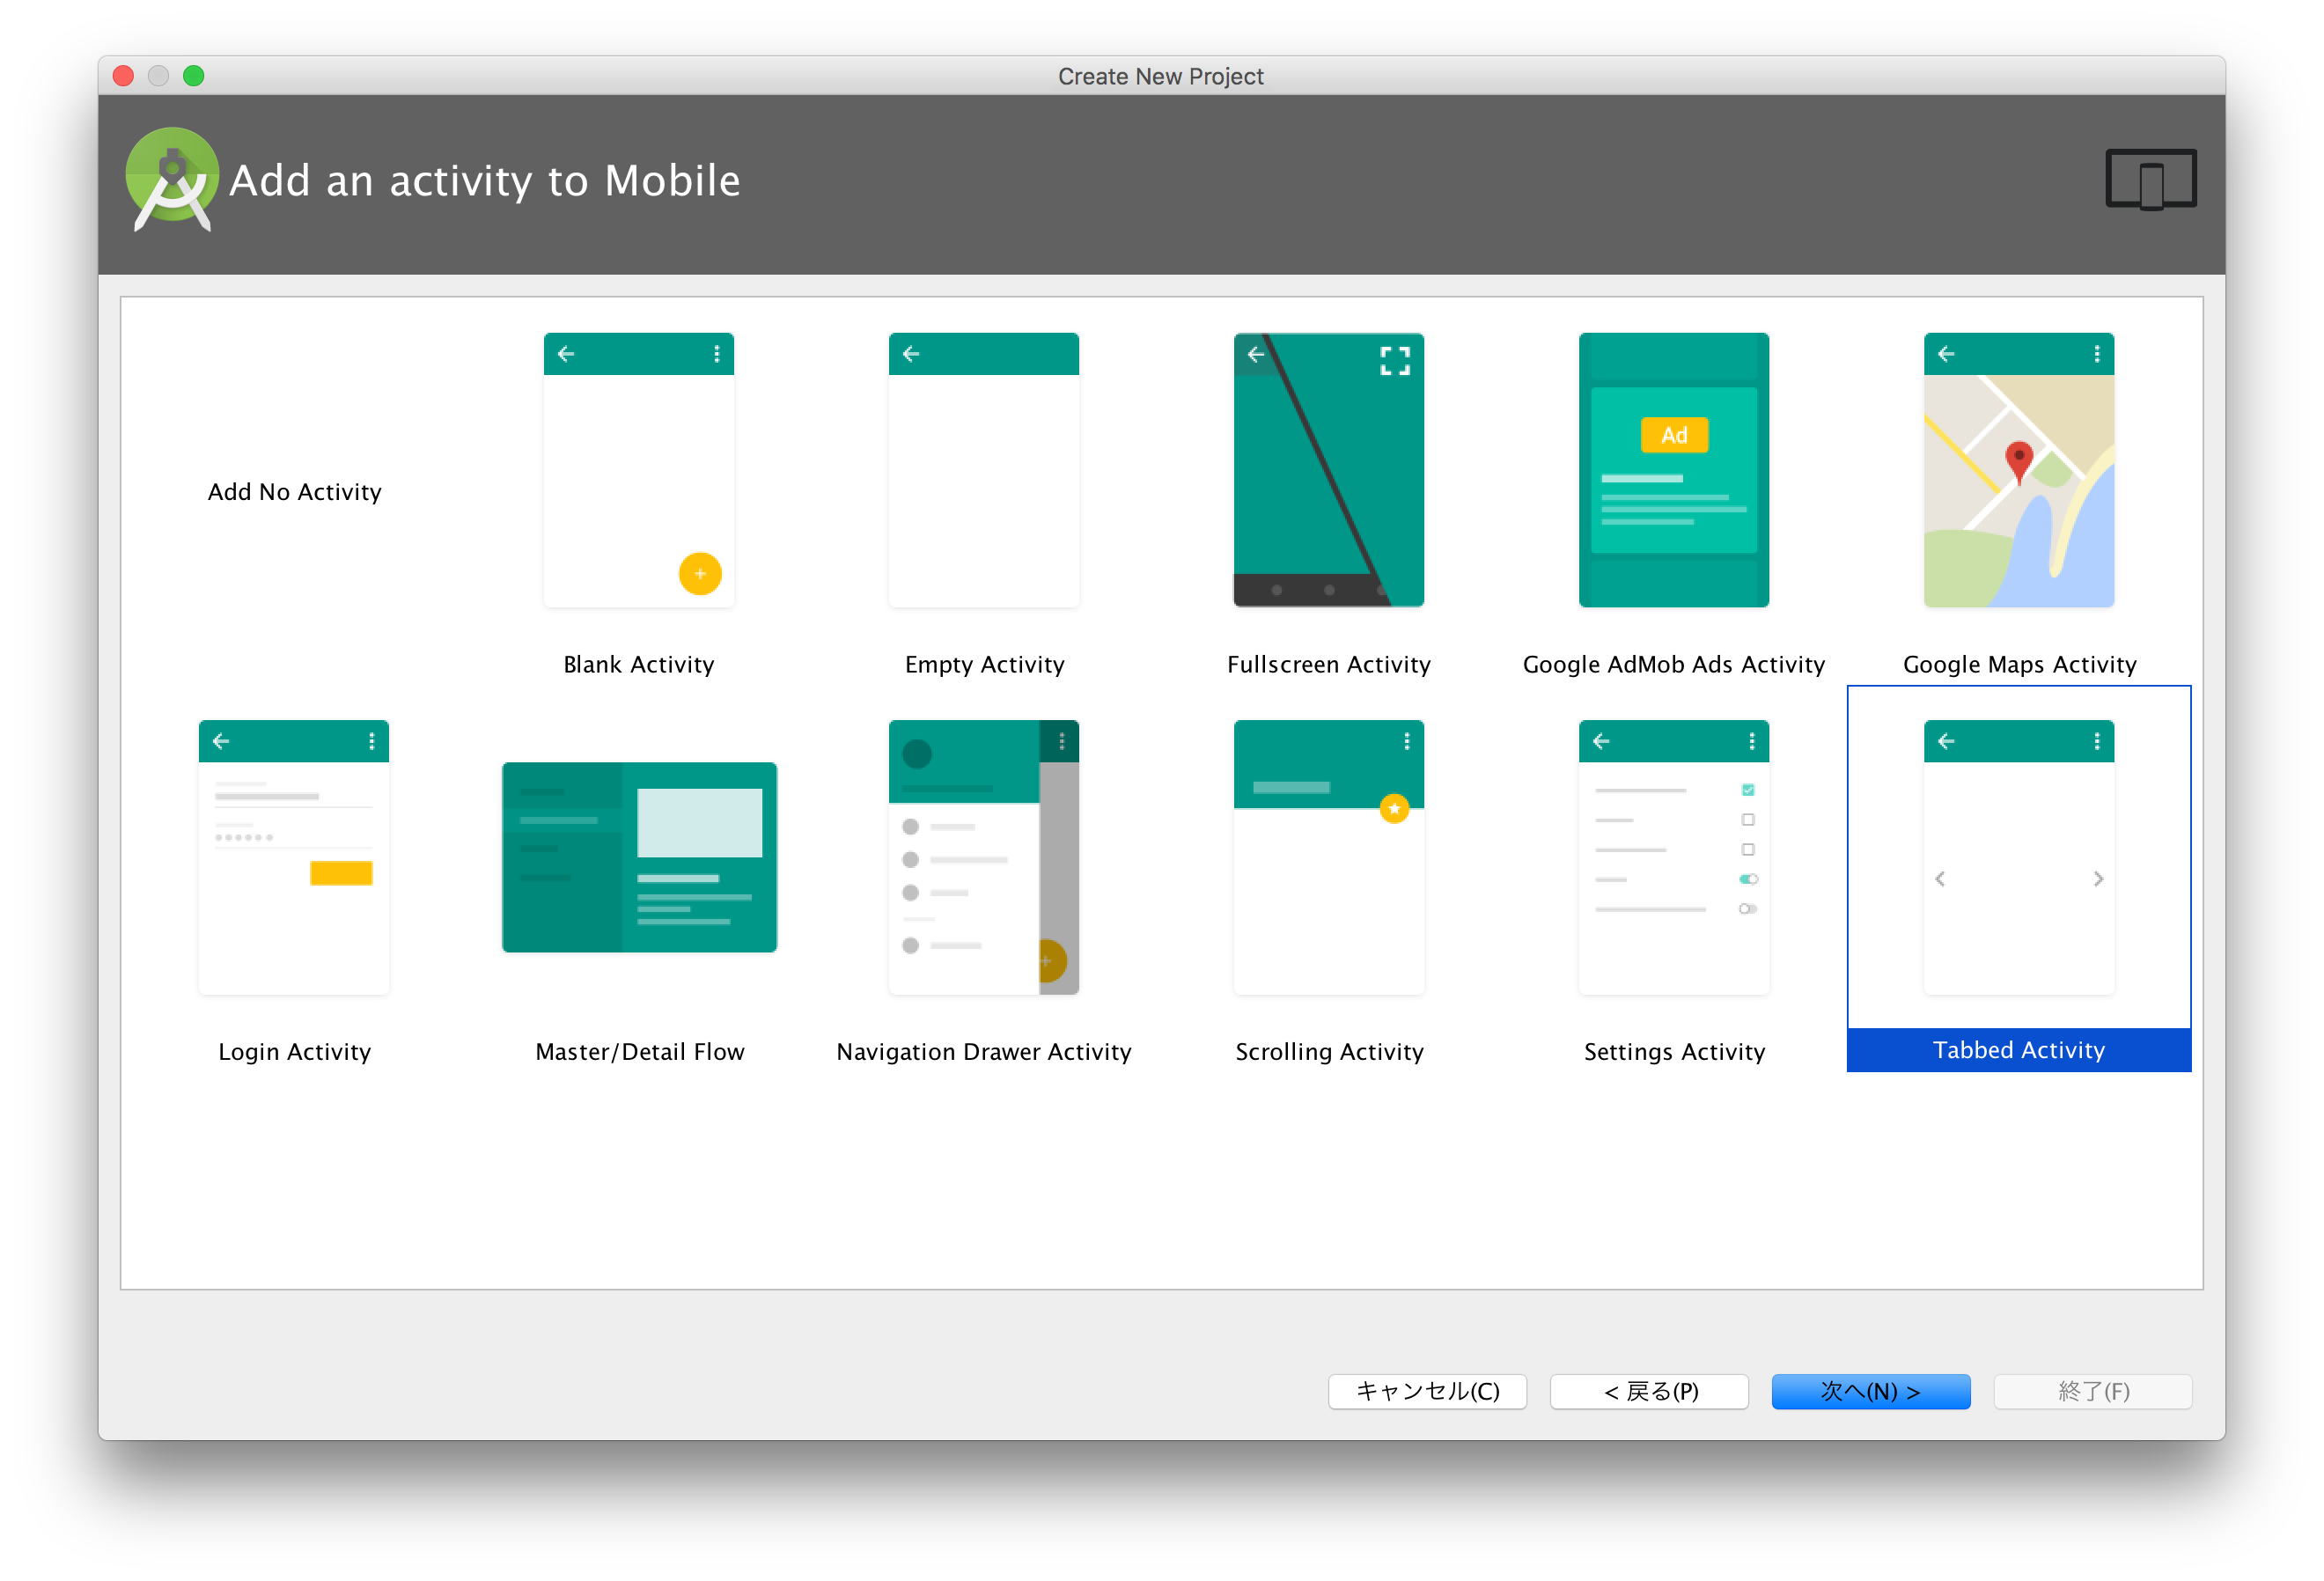 Create New Project
Add an activity to Mobile
Ad
Add No Activity
Blank Activity
Empty Activity
Fullscreen Activity
Google AdMob Ads Activity
Google Maps Activity
Login Activity
Master/Detail Flow
Navigation Drawer Activity
Scrolling Activity
Settings Activity
Tabbed Activity
キャンセル(C)
< 戻る(P)
次へ(N) >
終了(F)